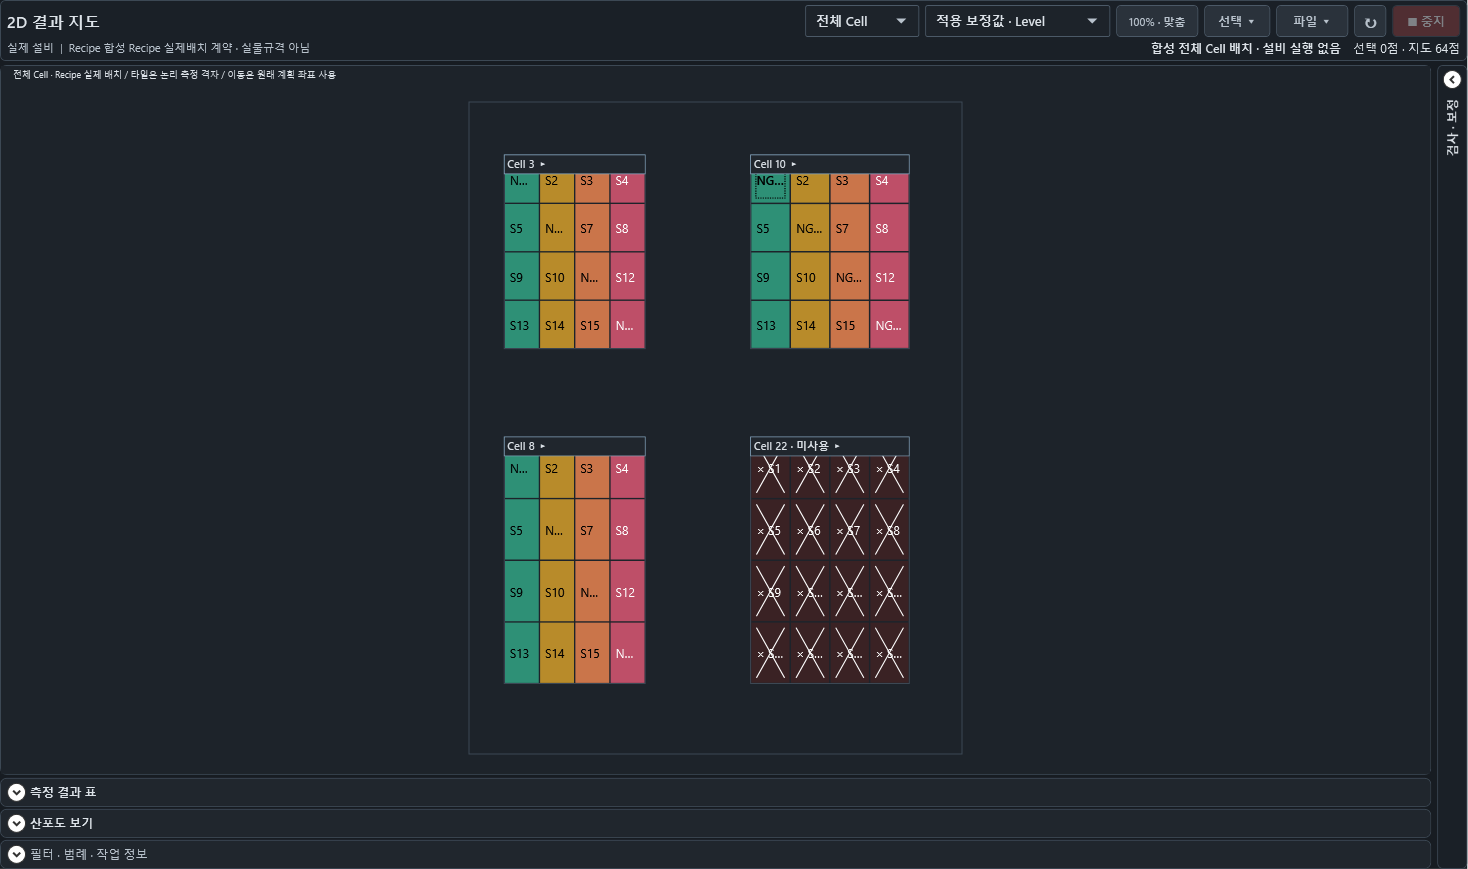 2D 결과 지도
전체 Cell
적용 보정값 · Level
100% · 맞춤
선택
파일
중지
실제 설비 | Recipe 합성 Recipe 실제배치 계약 · 실물규격 아님
합성 전체 Cell 배치 · 설비 실행 없음 선택 0점 · 지도 64점
전체 Cell · Recipe 실제 배치 / 타일은 논리 측정 격자 / 이동은 원래 계획 좌표 사용
검사 · 보정
Cell 3
N... S2 S3 S4
S5 N... S7 S8
S9 S10 N... S12
S13 S14 S15 N...
Cell 10
NG... S2 S3 S4
S5 NG... S7 S8
S9 S10 NG... S12
S13 S14 S15 NG...
Cell 8
N... S2 S3 S4
S5 N... S7 S8
S9 S10 N... S12
S13 S14 S15 N...
Cell 22 · 미사용
× S1 × S2 × S3 × S4
× S5 × S6 × S7 × S8
× S9 × S... × S... × S...
× S... × S... × S... × S...
측정 결과 표
산포도 보기
필터 · 범례 · 작업 정보